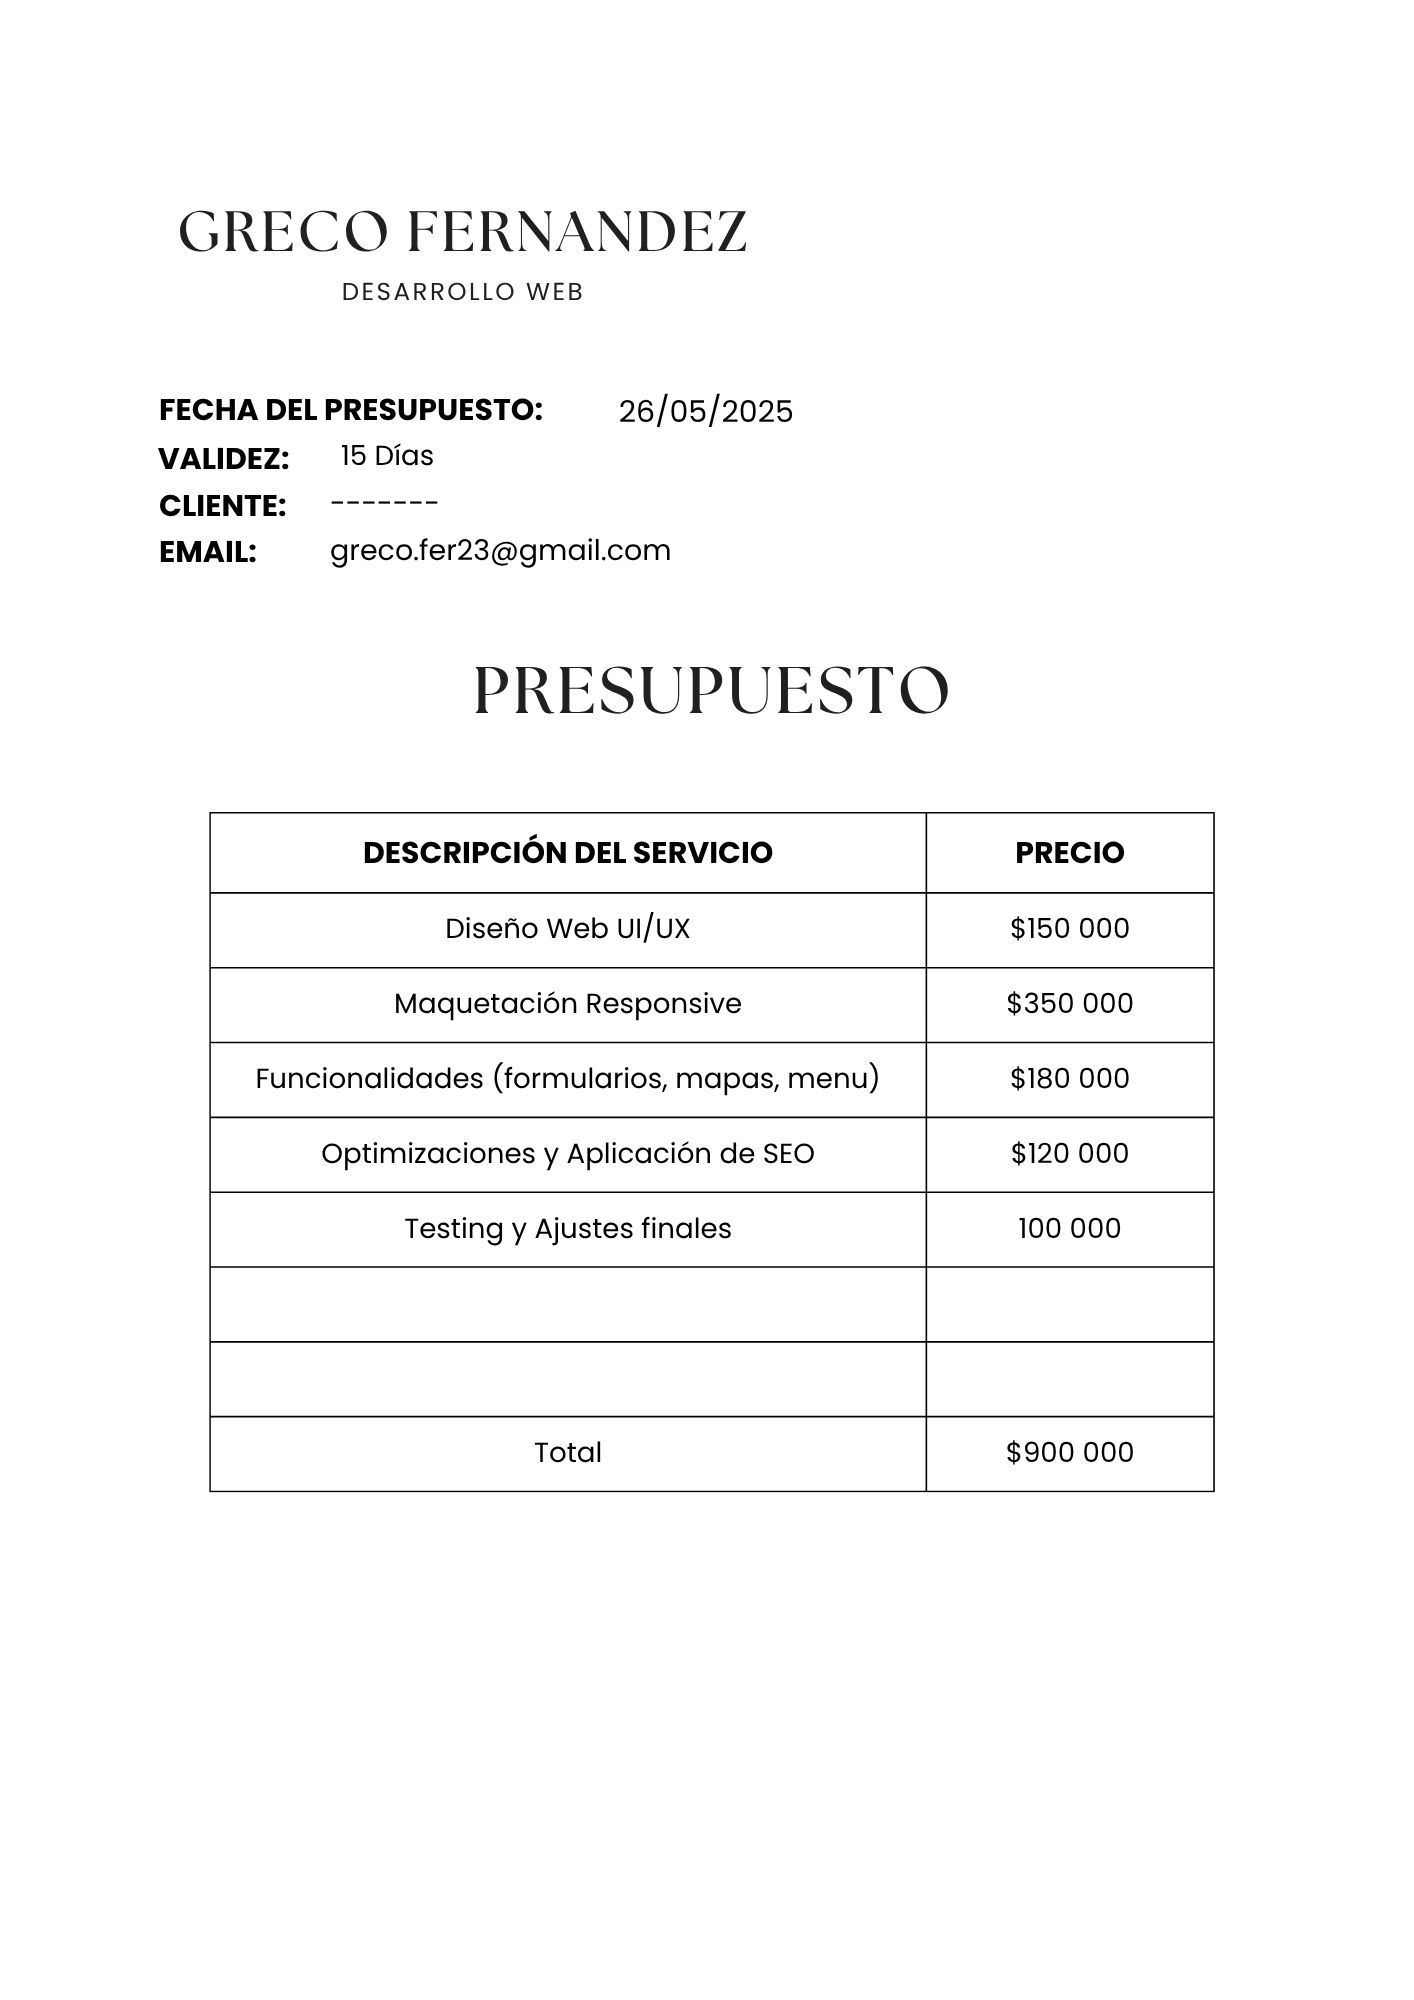 GRECO FERNANDEZ
DESARROLLO WEB
FECHA DEL PRESUPUESTO: 26/05/2025
VALIDEZ: 15 Días
CLIENTE: -------
EMAIL: greco.fer23@gmail.com
PRESUPUESTO
DESCRIPCIÓN DEL SERVICIO PRECIO
Diseño Web UI/UX $150 000
Maquetación Responsive $350 000
Funcionalidades (formularios, mapas, menu) $180 000
Optimizaciones y Aplicación de SEO $120 000
Testing y Ajustes finales 100 000
Total $900 000